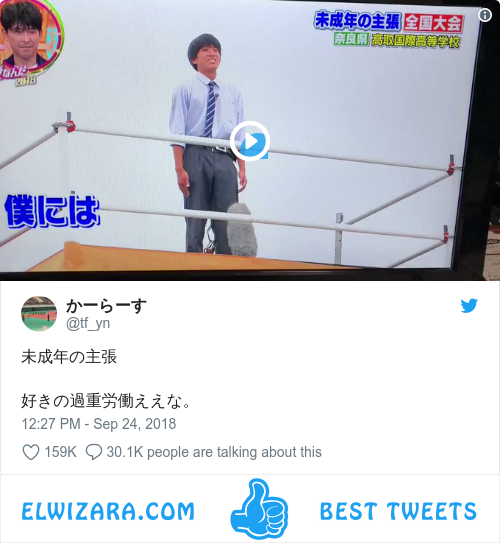 未成年の主張 全国大会
奈良県 高取国際高等学校
2018
僕には
かーらーす
@tf_yn
未成年の主張
好きの過重労働ええな。
12:27 PM - Sep 24, 2018
159K 30.1K people are talking about this
ELWIZARA.COM BEST TWEETS